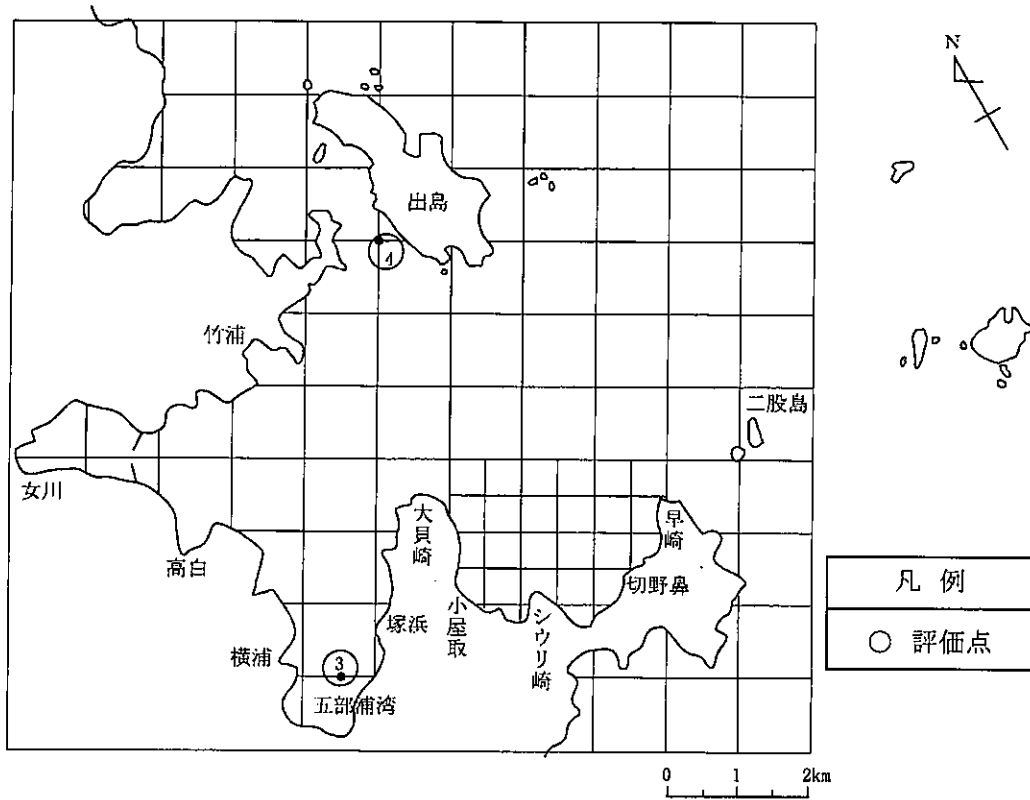 N
出島
4
竹浦
二股島
女川
大貝崎
早崎
高白
切野鼻
小屋取
シウリ崎
塚浜
横浦
3
五部浦湾
凡例
○ 評価点
0 1 2km